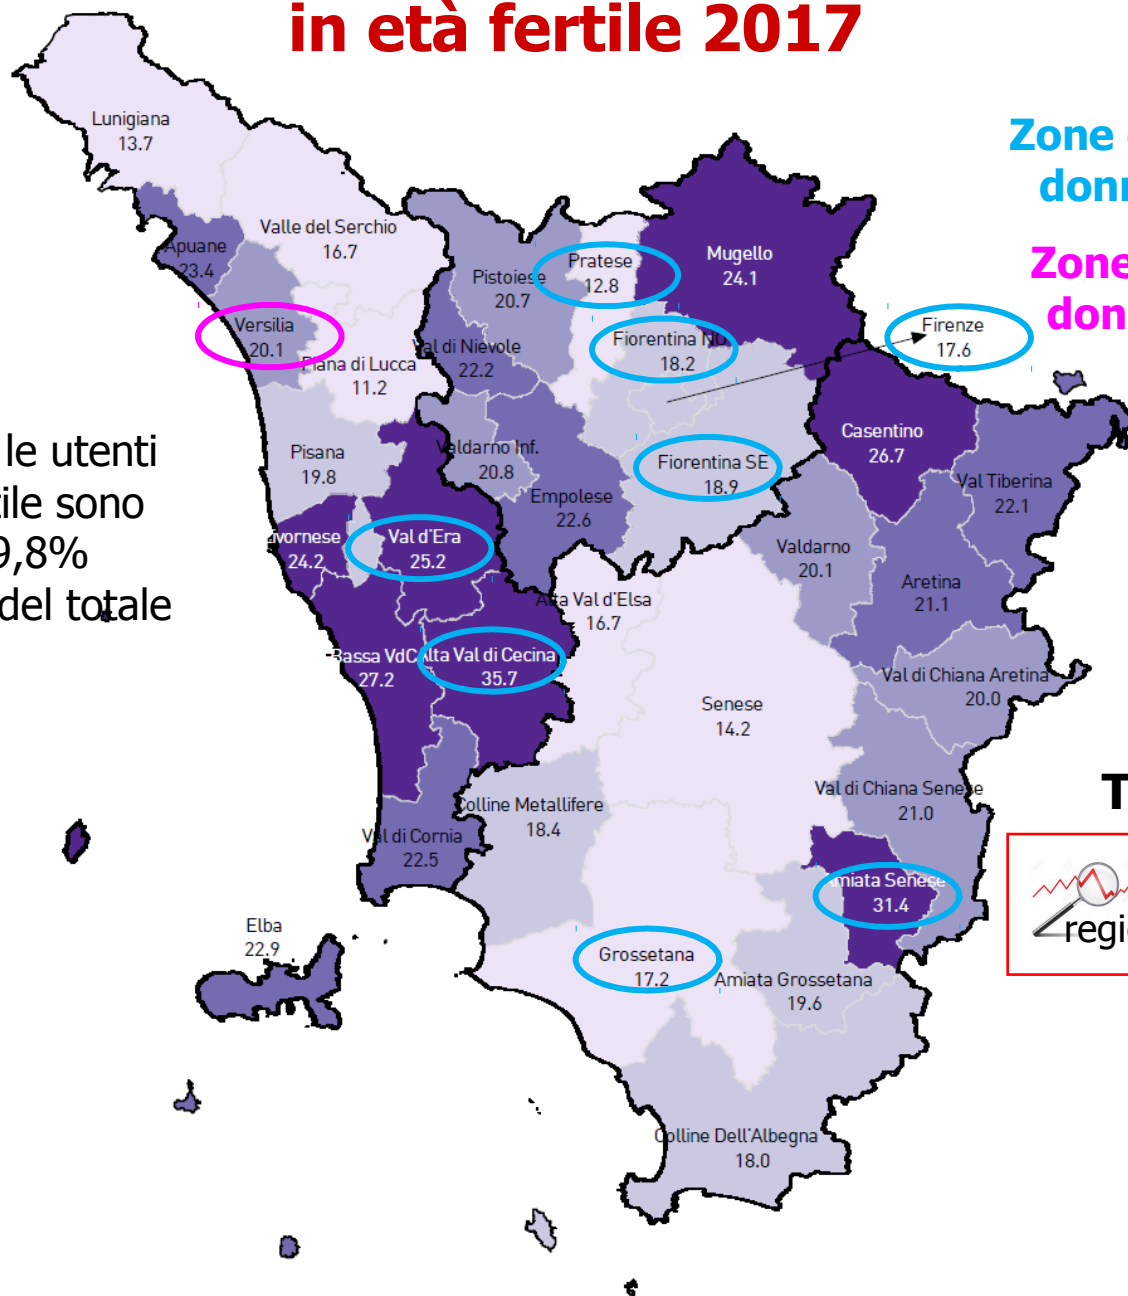 in età fertile 2017
Lunigiana
13.7
Zone
donn
Valle del Serchio
16.7
Apuane
23.4
Mugello
24.1
Pratese
12.8
Pistoiese
20.7
Zone
don
Versilia
20.1
Firenze
17.6
Fiorentina NO
18.2
Val di Nievole
22.2
Piana di Lucca
11.2
le utenti
tile sono
9,8%
del totale
Casentino
26.7
Pisana
19.8
Valdarno Inf.
20.8
Fiorentina SE
18.9
Val Tiberina
22.1
Empolese
22.6
ivornese
24.2
Val d'Era
25.2
Valdarno
20.1
Aretina
21.1
Alta Val d'Elsa
16.7
Bassa VdC
27.2
Alta Val di Cecina
35.7
Val di Chiana Aretina
20.0
Senese
14.2
Val di Chiana Senese
21.0
T
Colline Metallifere
18.4
Val di Cornia
22.5
Amiata Senese
31.4
regi
Elba
22.9
Grossetana
17.2
Amiata Grossetana
19.6
Colline Dell'Albegna
18.0